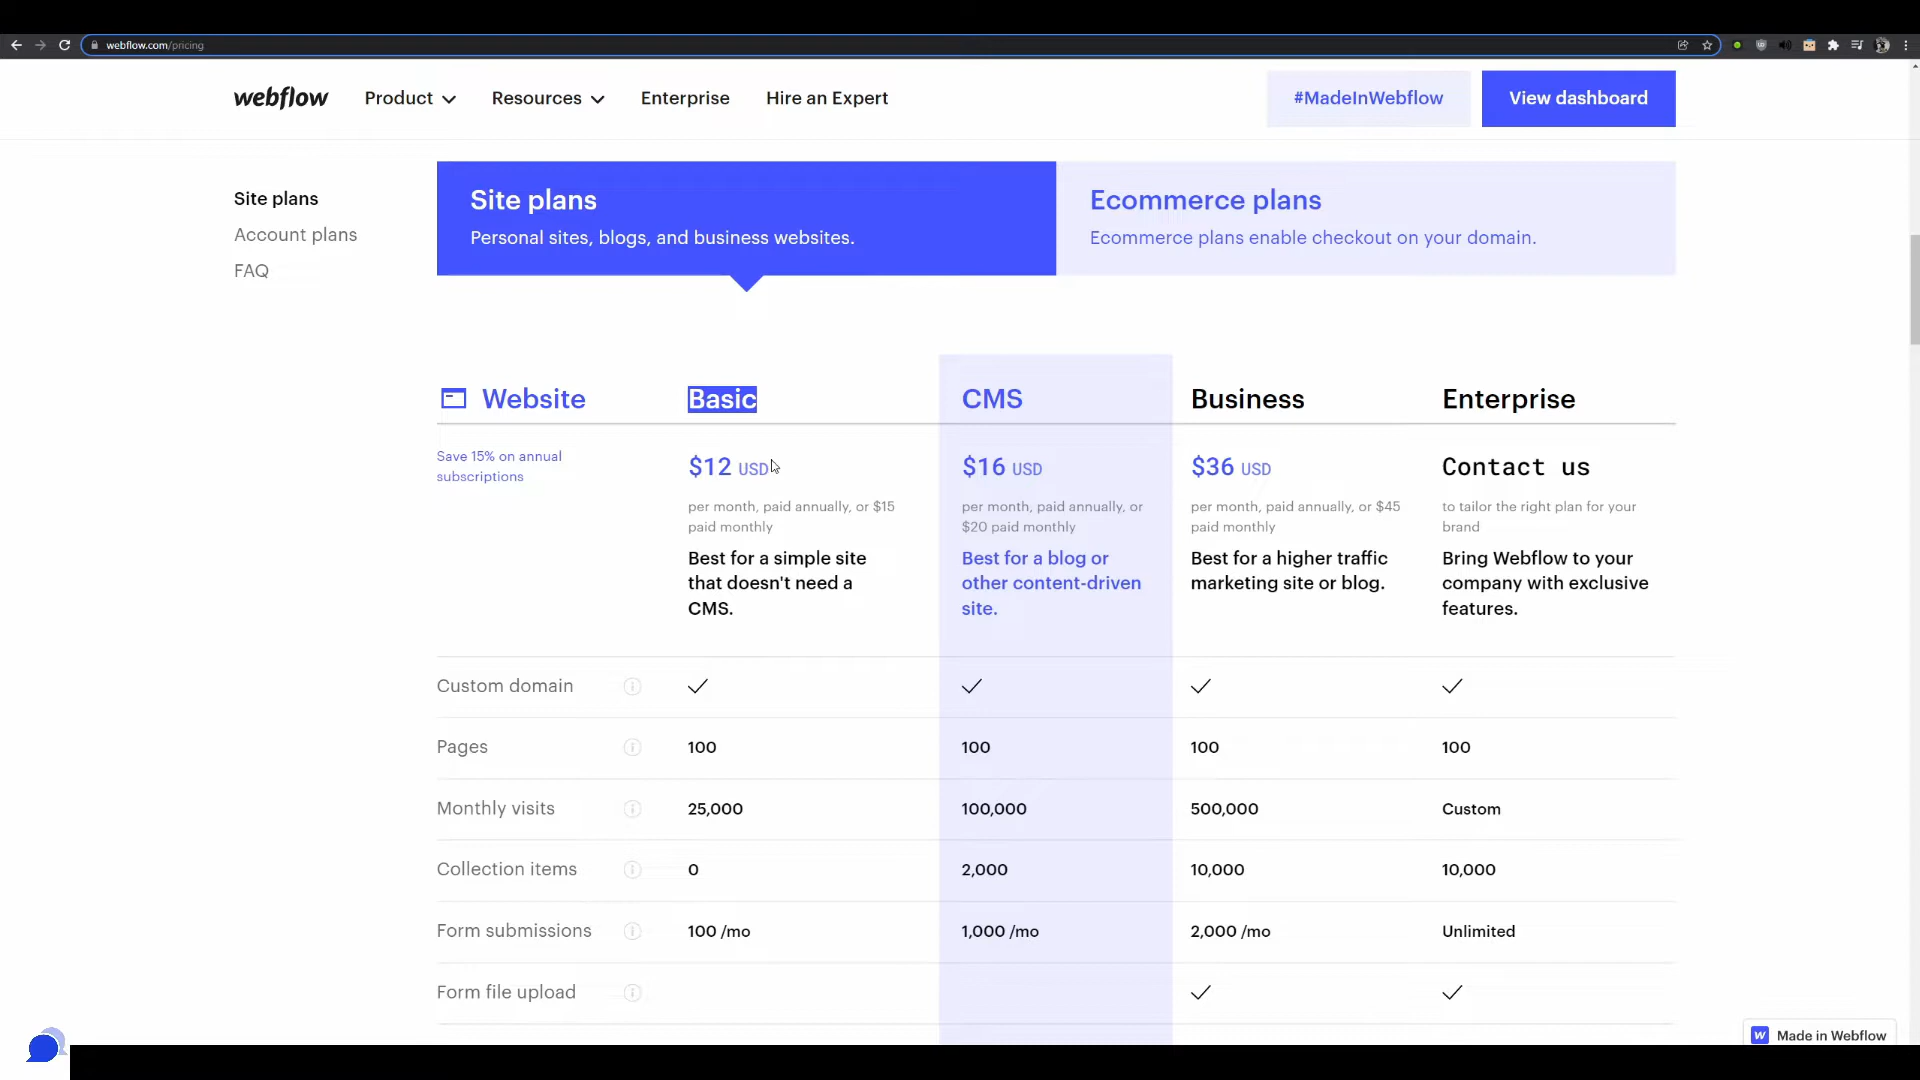 webflow.com/pricing
webflow Product Resources Enterprise Hire an Expert #MadeInWebflow View dashboard
Site plans
Account plans
FAQ
Site plans
Personal sites, blogs, and business websites.
Ecommerce plans
Ecommerce plans enable checkout on your domain.
Website Basic CMS Business Enterprise
Save 15% on annual
subscriptions
$12 USD
per month, paid annually, or $15
paid monthly
Best for a simple site
that doesn't need a
CMS.
$16 USD
per month, paid annually, or
$20 paid monthly
Best for a blog or
other content-driven
site.
$36 USD
per month, paid annually, or $45
paid monthly
Best for a higher traffic
marketing site or blog.
Contact us
to tailor the right plan for your
brand
Bring Webflow to your
company with exclusive
features.
Custom domain
Pages 100 100 100 100
Monthly visits 25,000 100,000 500,000 Custom
Collection items 0 2,000 10,000 10,000
Form submissions 100 /mo 1,000 /mo 2,000 /mo Unlimited
Form file upload
W Made in Webflow